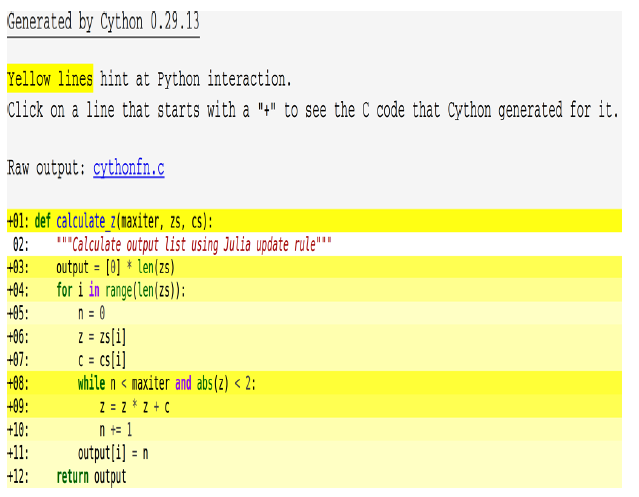 Generated by Cython 0.29.13
Yellow lines hint at Python interaction.
Click on a line that starts with a "+" to see the C code that Cython generated for it.
Raw output: cythonfn.c
+01: def calculate_z(maxiter, zs, cs):
 02:     """Calculate output list using Julia update rule"""
+03:     output = [0] * len(zs)
+04:     for i in range(len(zs)):
+05:         n = 0
+06:         z = zs[i]
+07:         c = cs[i]
+08:         while n < maxiter and abs(z) < 2:
+09:             z = z * z + c
+10:             n += 1
+11:         output[i] = n
+12:     return output